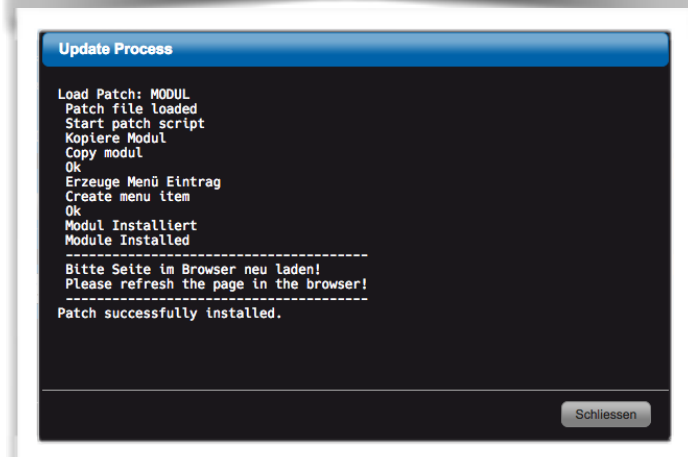 Update Process
Load Patch: MODUL
Patch file loaded
Start patch script
Kopiere Modul
Copy modul
Ok
Erzeuge Menü Eintrag
Create menu item
Ok
Modul Installiert
Module Installed
---------------------------------------
Bitte Seite im Browser neu laden!
Please refresh the page in the browser!
---------------------------------------
Patch successfully installed.
Schliessen